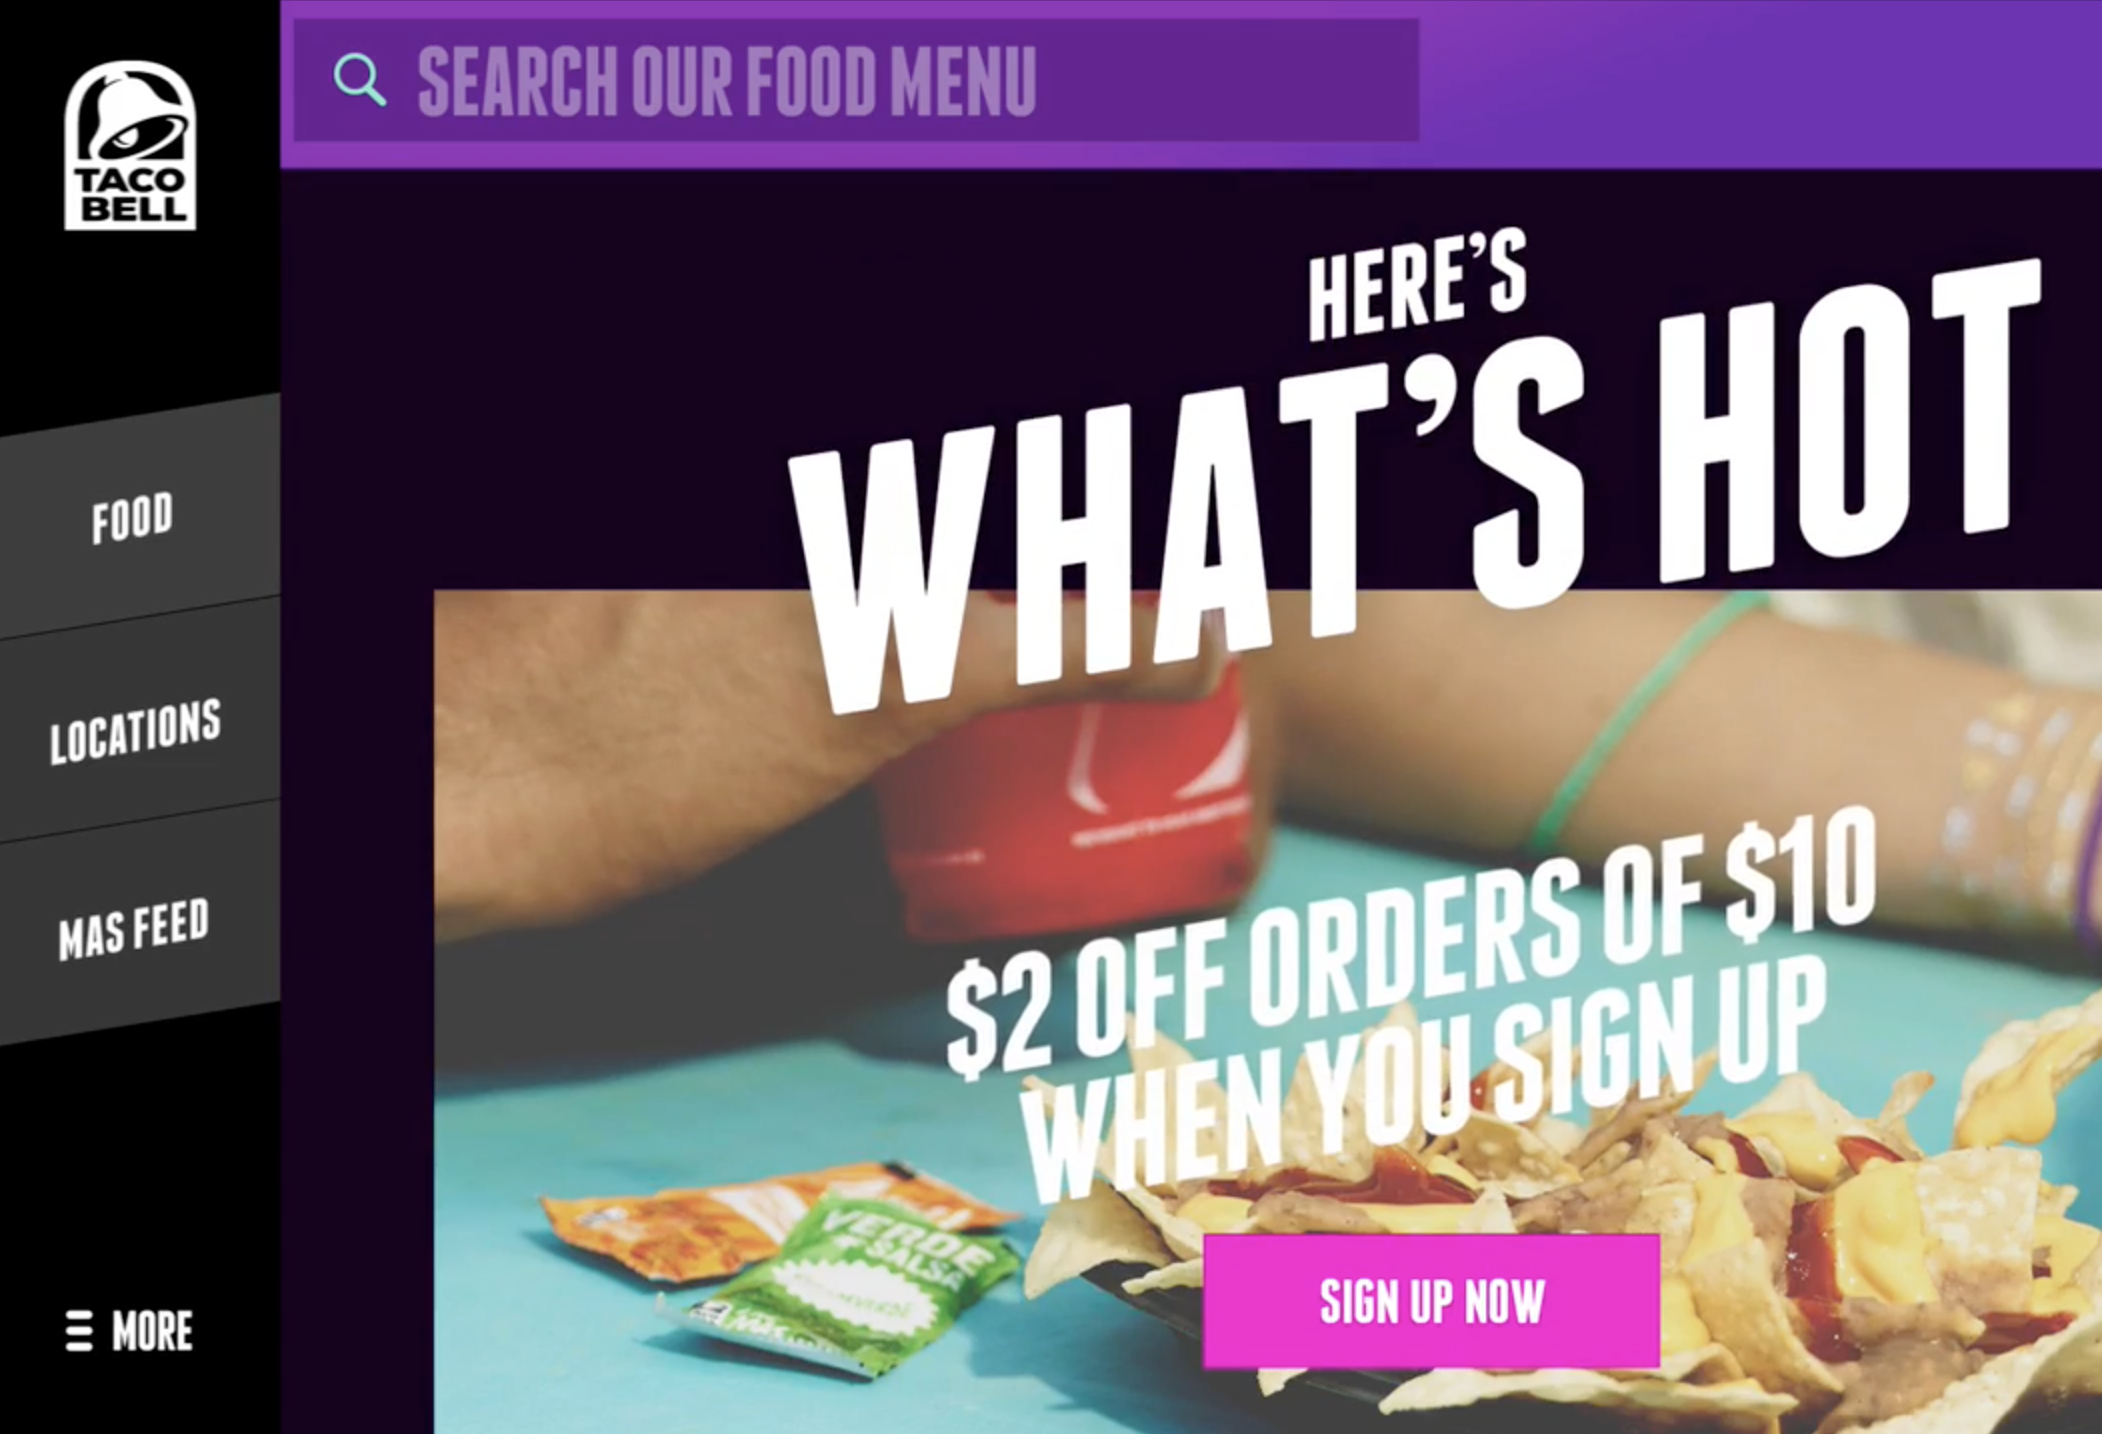 TACO
BELL
SEARCH OUR FOOD MENU
HERE'S
WHAT'S HOT
FOOD
LOCATIONS
MAS FEED
$2 OFF ORDERS OF $10
WHEN YOU SIGN UP
VERDE
SALSA
SIGN UP NOW
MORE